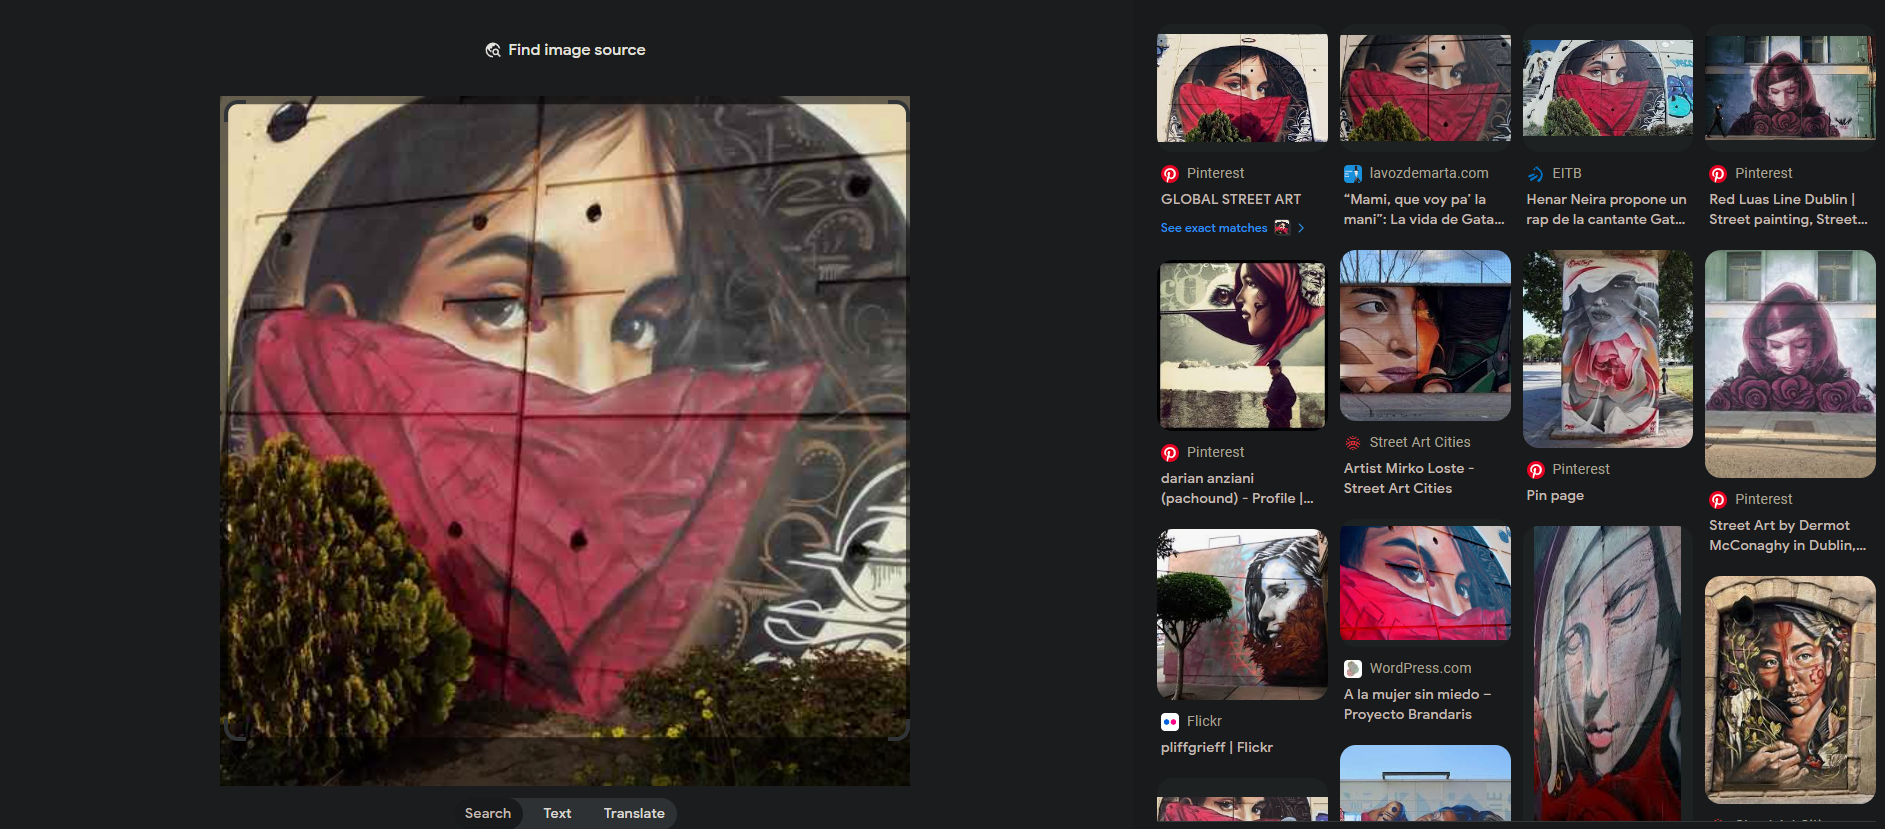 Find image source
Search
Text
Translate
Pinterest
GLOBAL STREET ART
See exact matches
lavozdemarta.com
“Mami, que voy pa’ la
mani”: La vida de Gata...
EITB
Henar Neira propone un
rap de la cantante Gat...
Pinterest
Red Luas Line Dublin |
Street painting, Street...
Pinterest
darian anziani
(pachound) - Profile |...
Street Art Cities
Artist Mirko Loste -
Street Art Cities
Pinterest
Pin page
Pinterest
Street Art by Dermot
McConaghy in Dublin,...
Flickr
pliffgrieff | Flickr
WordPress.com
A la mujer sin miedo –
Proyecto Brandaris